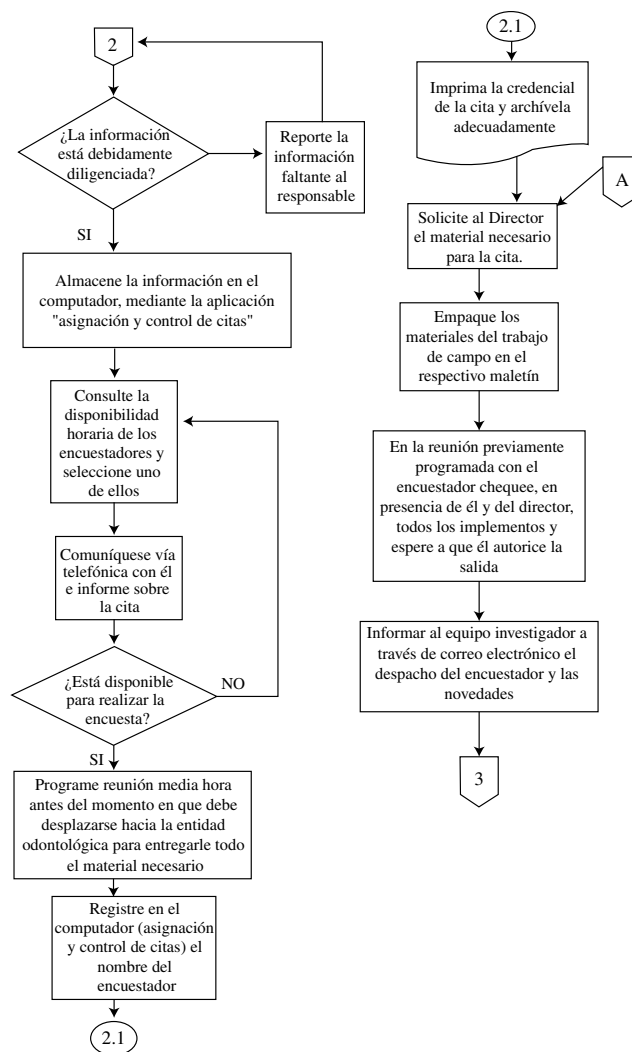 2
¿La información
está debidamente
diligenciada?
Reporte la
información
faltante al
responsable
SI
Almacene la información en el
computador, mediante la aplicación
"asignación y control de citas"
Consulte la
disponibilidad
horaria de los
encuestadores y
seleccione uno
de ellos
Comuníquese vía
telefónica con él
e informe sobre
la cita
¿Está disponible
para realizar la
encuesta?
NO
SI
Programe reunión media hora
antes del momento en que debe
desplazarse hacia la entidad
odontológica para entregarle todo
el material necesario
Registre en el
computador (asignación
y control de citas) el
nombre del
encuestador
2.1
2.1
Imprima la credencial
de la cita y archívela
adecuadamente
A
Solicite al Director
el material necesario
para la cita.
Empaque los
materiales del trabajo
de campo en el
respectivo maletín
En la reunión previamente
programada con el
encuestador chequee, en
presencia de él y del director,
todos los implementos y
espere a que él autorice la
salida
Informar al equipo investigador a
través de correo electrónico el
despacho del encuestador y las
novedades
3